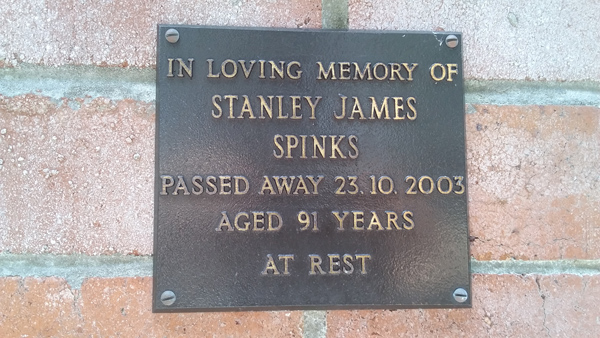 IN LOVING MEMORY OF
STANLEY JAMES
SPINKS
PASSED AWAY 23.10.2003
AGED 91 YEARS
AT REST